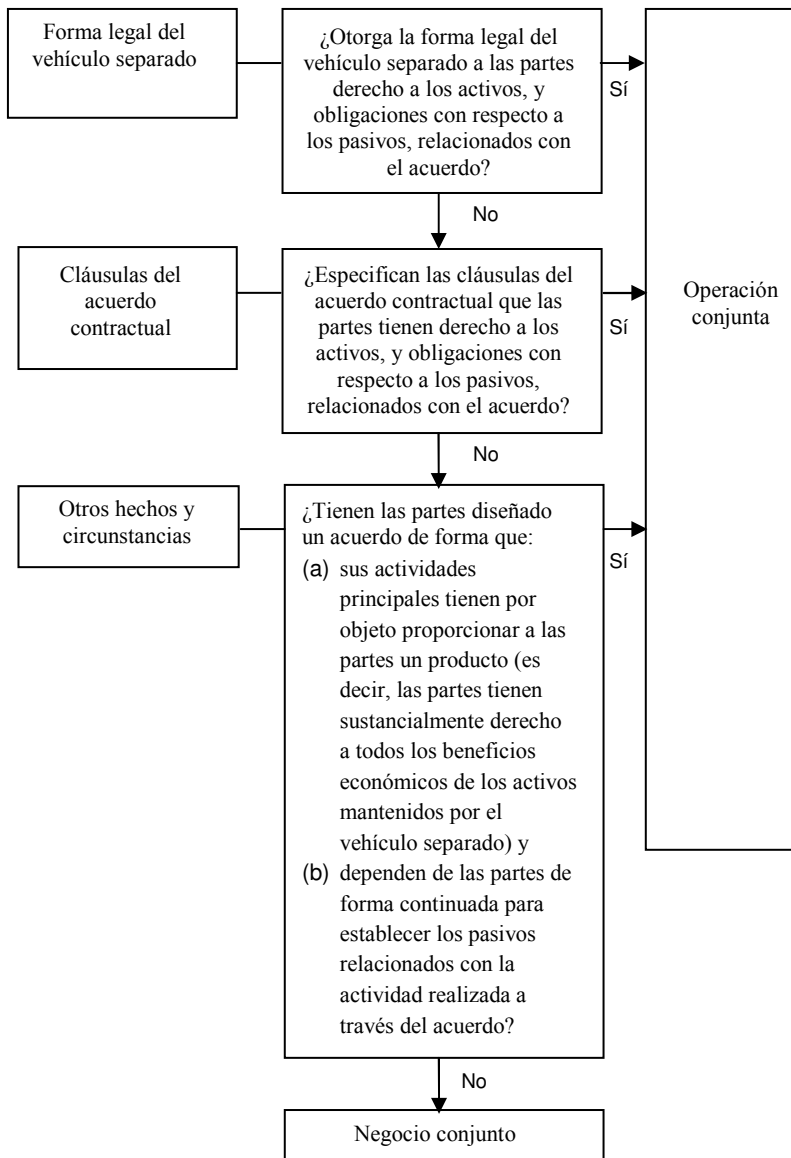 Forma legal del
vehículo separado
¿Otorga la forma legal del
vehículo separado a las partes
derecho a los activos, y
obligaciones con respecto a
los pasivos, relacionados con
el acuerdo?
Sí
No
Cláusulas del
acuerdo
contractual
¿Especifican las cláusulas del
acuerdo contractual que las
partes tienen derecho a los
activos, y obligaciones con
respecto a los pasivos,
relacionados con el acuerdo?
Sí
Operación
conjunta
No
Otros hechos y
circunstancias
¿Tienen las partes diseñado
un acuerdo de forma que:
(a) sus actividades
principales tienen por
objeto proporcionar a las
partes un producto (es
decir, las partes tienen
sustancialmente derecho
a todos los beneficios
económicos de los activos
mantenidos por el
vehículo separado) y
(b) dependen de las partes de
forma continuada para
establecer los pasivos
relacionados con la
actividad realizada a
través del acuerdo?
Sí
No
Negocio conjunto